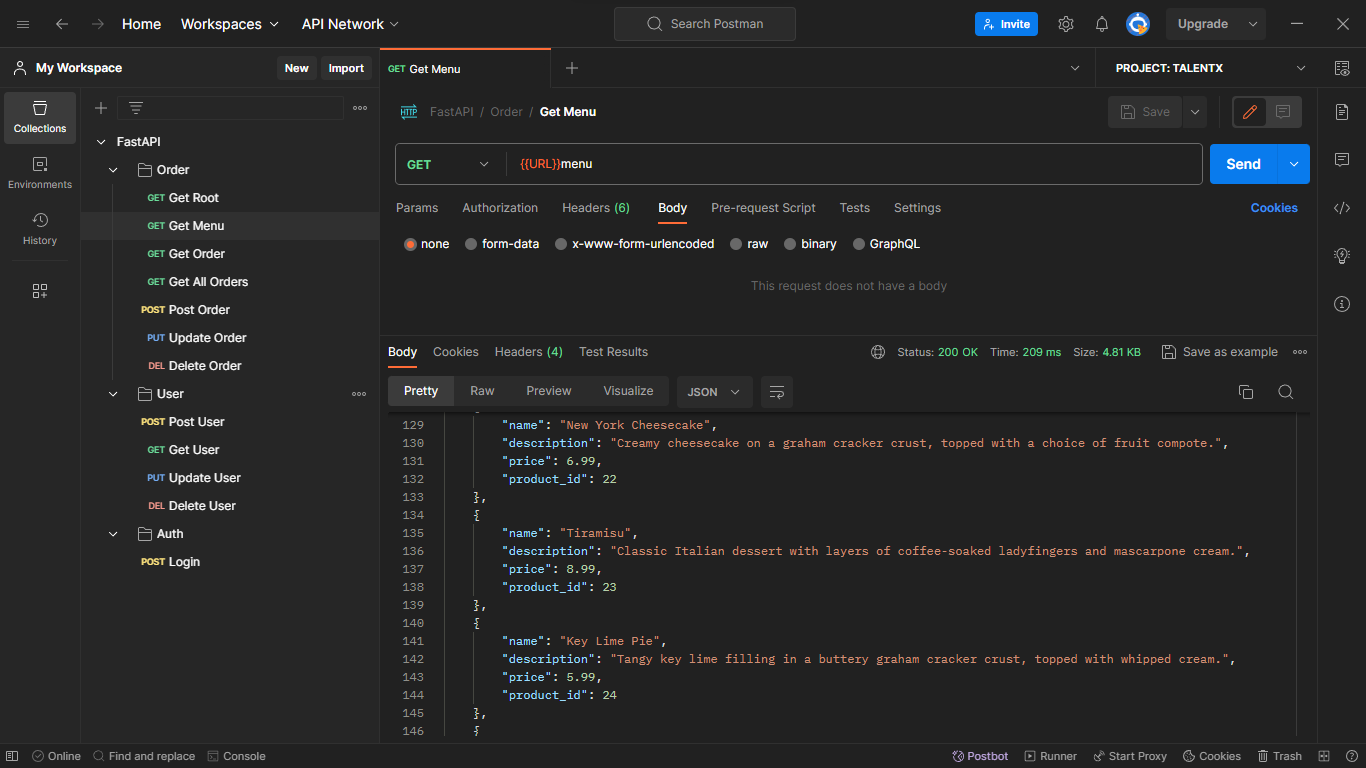 Home Workspaces API Network Search Postman Invite Upgrade
My Workspace New Import GET Get Menu PROJECT: TALENTX
Collections
Environments
History
FastAPI
Order
GET Get Root
GET Get Menu
GET Get Order
GET Get All Orders
POST Post Order
PUT Update Order
DEL Delete Order
User
POST Post User
GET Get User
PUT Update User
DEL Delete User
Auth
POST Login
HTTP FastAPI / Order / Get Menu Save
GET {{URL}}menu Send
Params Authorization Headers (6) Body Pre-request Script Tests Settings Cookies
none form-data x-www-form-urlencoded raw binary GraphQL
This request does not have a body
Body Cookies Headers (4) Test Results Status: 200 OK Time: 209 ms Size: 4.81 KB Save as example
Pretty Raw Preview Visualize JSON
129 "name": "New York Cheesecake",
130 "description": "Creamy cheesecake on a graham cracker crust, topped with a choice of fruit compote.",
131 "price": 6.99,
132 "product_id": 22
133 },
134 {
135 "name": "Tiramisu",
136 "description": "Classic Italian dessert with layers of coffee-soaked ladyfingers and mascarpone cream.",
137 "price": 8.99,
138 "product_id": 23
139 },
140 {
141 "name": "Key Lime Pie",
142 "description": "Tangy key lime filling in a buttery graham cracker crust, topped with whipped cream.",
143 "price": 5.99,
144 "product_id": 24
145 },
146 {
Online Find and replace Console Postbot Runner Start Proxy Cookies Trash